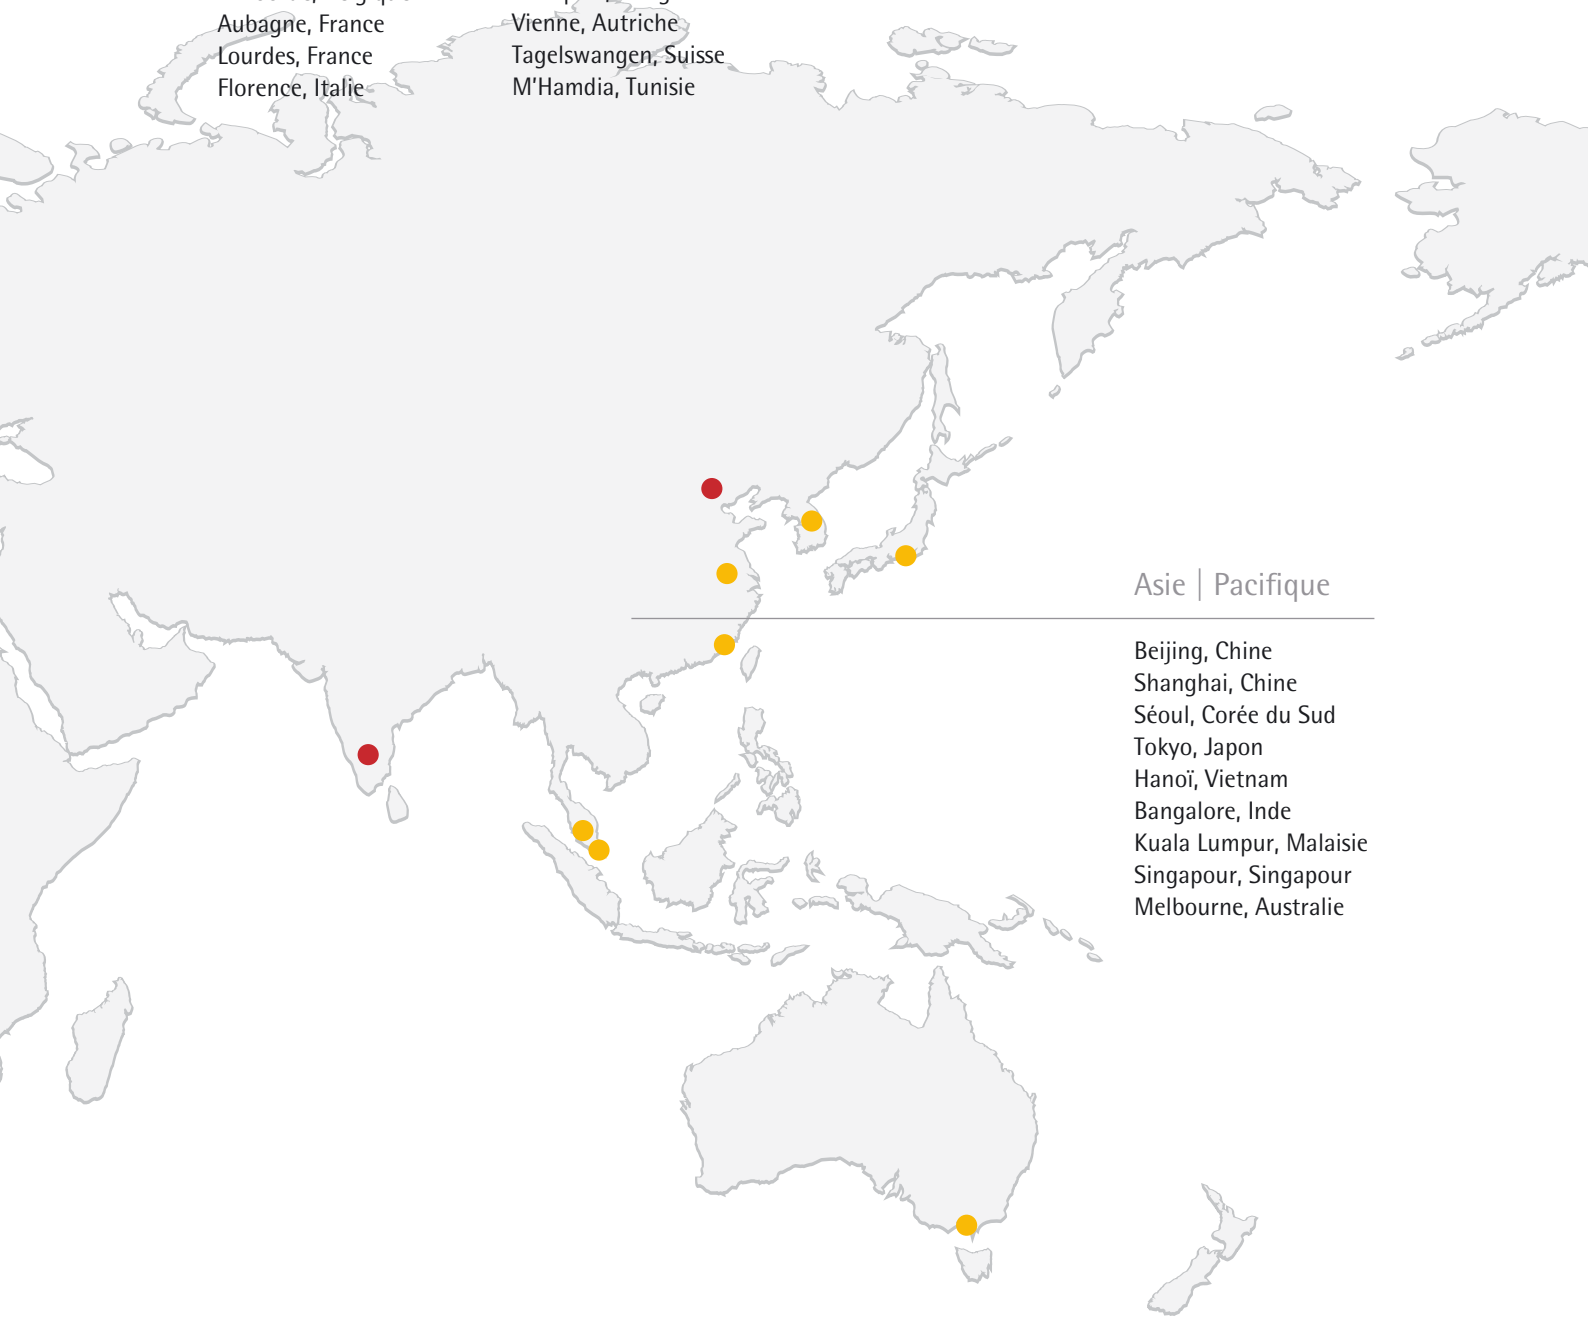 Aubagne, France
Lourdes, France
Florence, Italie
Vienne, Autriche
Tagelswangen, Suisse
M'Hamdia, Tunisie
Asie | Pacifique
Beijing, Chine
Shanghai, Chine
Séoul, Corée du Sud
Tokyo, Japon
Hanoï, Vietnam
Bangalore, Inde
Kuala Lumpur, Malaisie
Singapour, Singapour
Melbourne, Australie